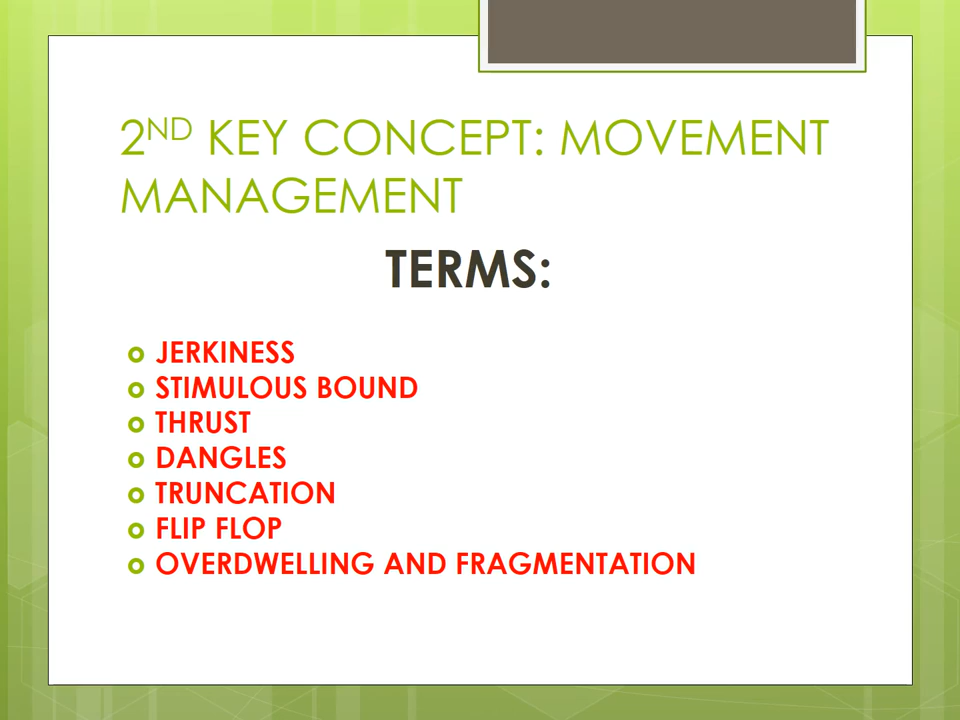 2ND KEY CONCEPT: MOVEMENT
MANAGEMENT
TERMS:
JERKINESS
STIMULOUS BOUND
THRUST
DANGLES
TRUNCATION
FLIP FLOP
OVERDWELLING AND FRAGMENTATION